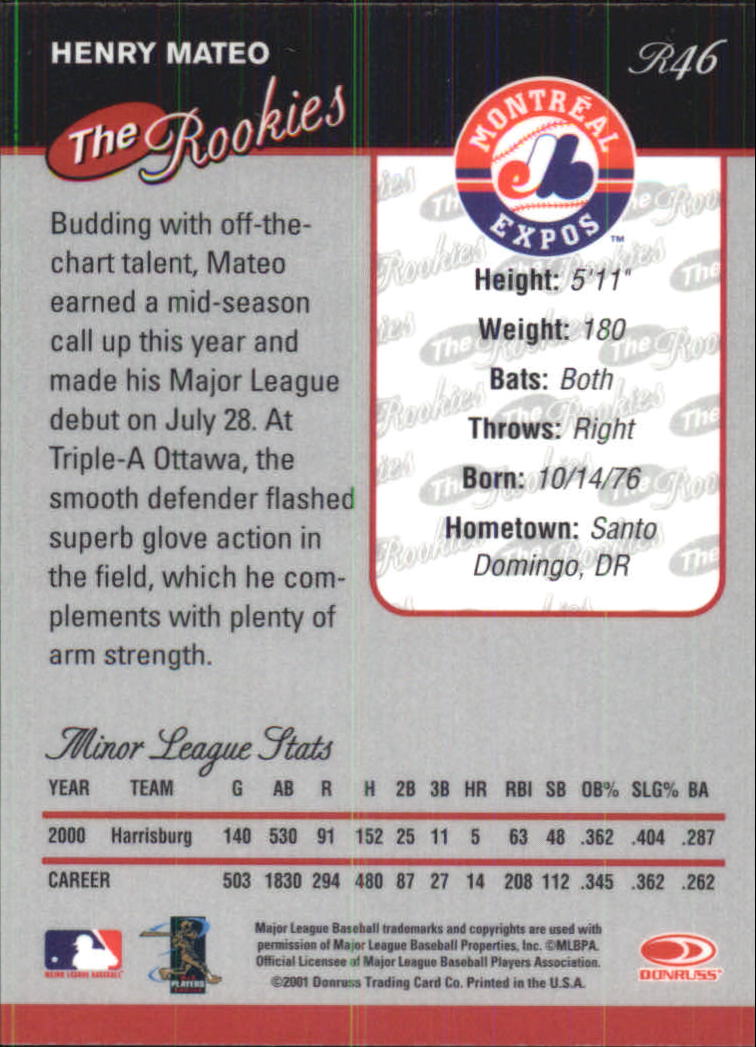 HENRY MATEO
R46
The Rookies
MONTRÉAL
EXPOS
TM
Budding with off-the-
chart talent, Mateo
earned a mid-season
call up this year and
made his Major League
debut on July 28. At
Triple-A Ottawa, the
smooth defender flashed
superb glove action in
the field, which he com-
plements with plenty of
arm strength.
Height: 5'11"
Weight: 180
Bats: Both
Throws: Right
Born: 10/14/76
Hometown: Santo
Domingo, DR
Minor League Stats
YEAR TEAM G AB R H 2B 3B HR RBI SB OB% SLG% BA
2000 Harrisburg 140 530 91 152 25 11 5 63 48 .362 .404 .287
CAREER 503 1830 294 480 87 27 14 208 112 .345 .362 .262
MAJOR LEAGUE BASEBALL
PLAYERS
Major League Baseball trademarks and copyrights are used with
permission of Major League Baseball Properties, Inc. ©MLBPA.
Official Licensee of Major League Baseball Players Association.
©2001 Donruss Trading Card Co. Printed in the U.S.A.
DONRUSS